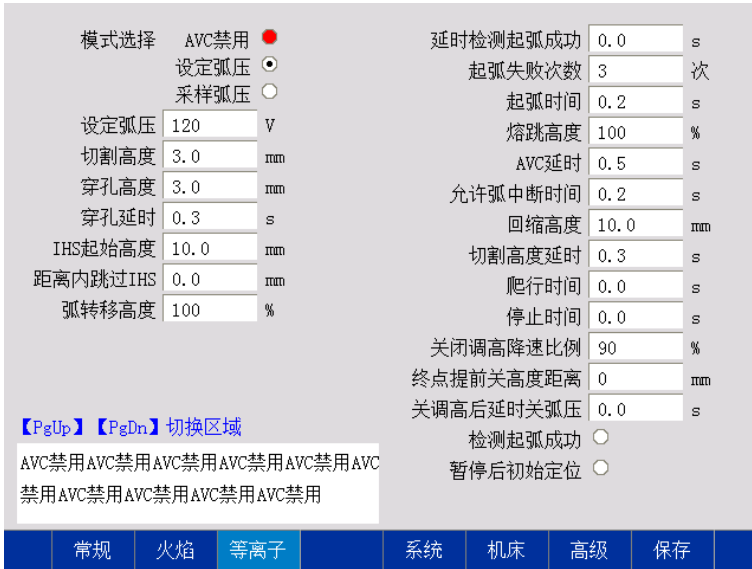 模式选择 AVC禁用
设定弧压
采样弧压
设定弧压 120 V
切割高度 3.0 mm
穿孔高度 3.0 mm
穿孔延时 0.3 s
IHS起始高度 10.0 mm
距离内跳过IHS 0.0 mm
弧转移高度 100 %
延时检测起弧成功 0.0 s
起弧失败次数 3 次
起弧时间 0.2 s
熔跳高度 100 %
AVC延时 0.5 s
允许弧中断时间 0.2 s
回缩高度 10.0 mm
切割高度延时 0.3 s
爬行时间 0.0 s
停止时间 0.0 s
关闭调高降速比例 90 %
终点提前关高度距离 0 mm
关调高后延时关弧压 0.0 s
检测起弧成功
暂停后初始定位
【PgUp】【PgDn】切换区域
AVC禁用AVC禁用AVC禁用AVC禁用AVC禁用AVC
禁用AVC禁用AVC禁用AVC禁用AVC禁用
常规 火焰 等离子 系统 机床 高级 保存